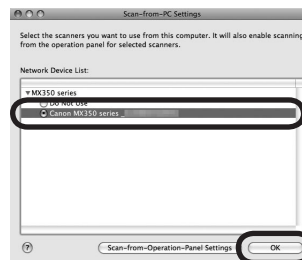 Scan-from-PC Settings
Select the scanners you want to use from this computer. It will also enable scanning
from the operation panel for selected scanners.
Network Device List:
▼MX350 series
Do Not Use
Canon MX350 series _
? Scan-from-Operation-Panel Settings OK